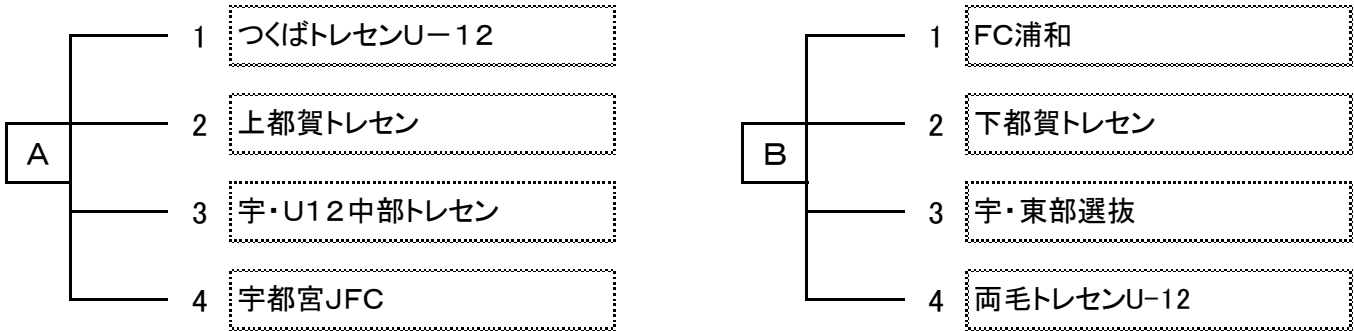 A
1 つくばトレセンU－１２
2 上都賀トレセン
3 宇・U１２中部トレセン
4 宇都宮JFC
B
1 FC浦和
2 下都賀トレセン
3 宇・東部選抜
4 両毛トレセンU-12